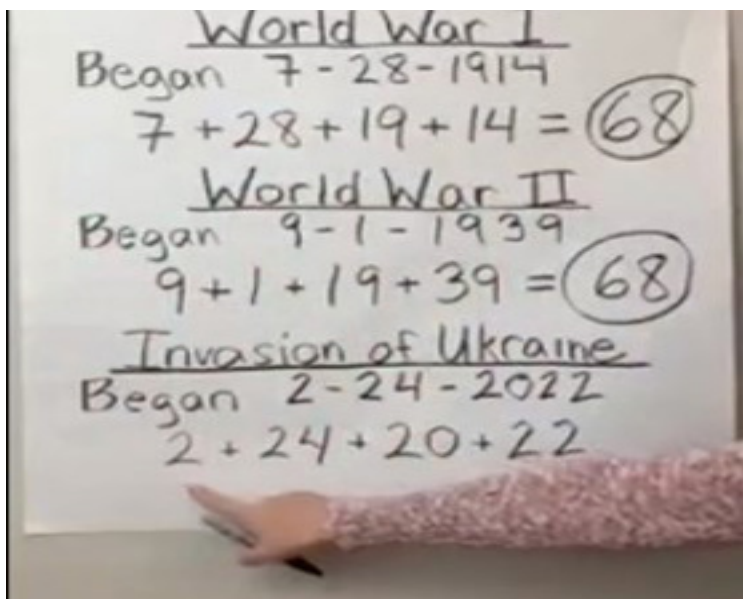 World War I
Began 7-28-1914
7+28+19+14 = 68
World War II
Began 9-1-1939
9+1+19+39 = 68
Invasion of Ukraine
Began 2-24-2022
2+24+20+22